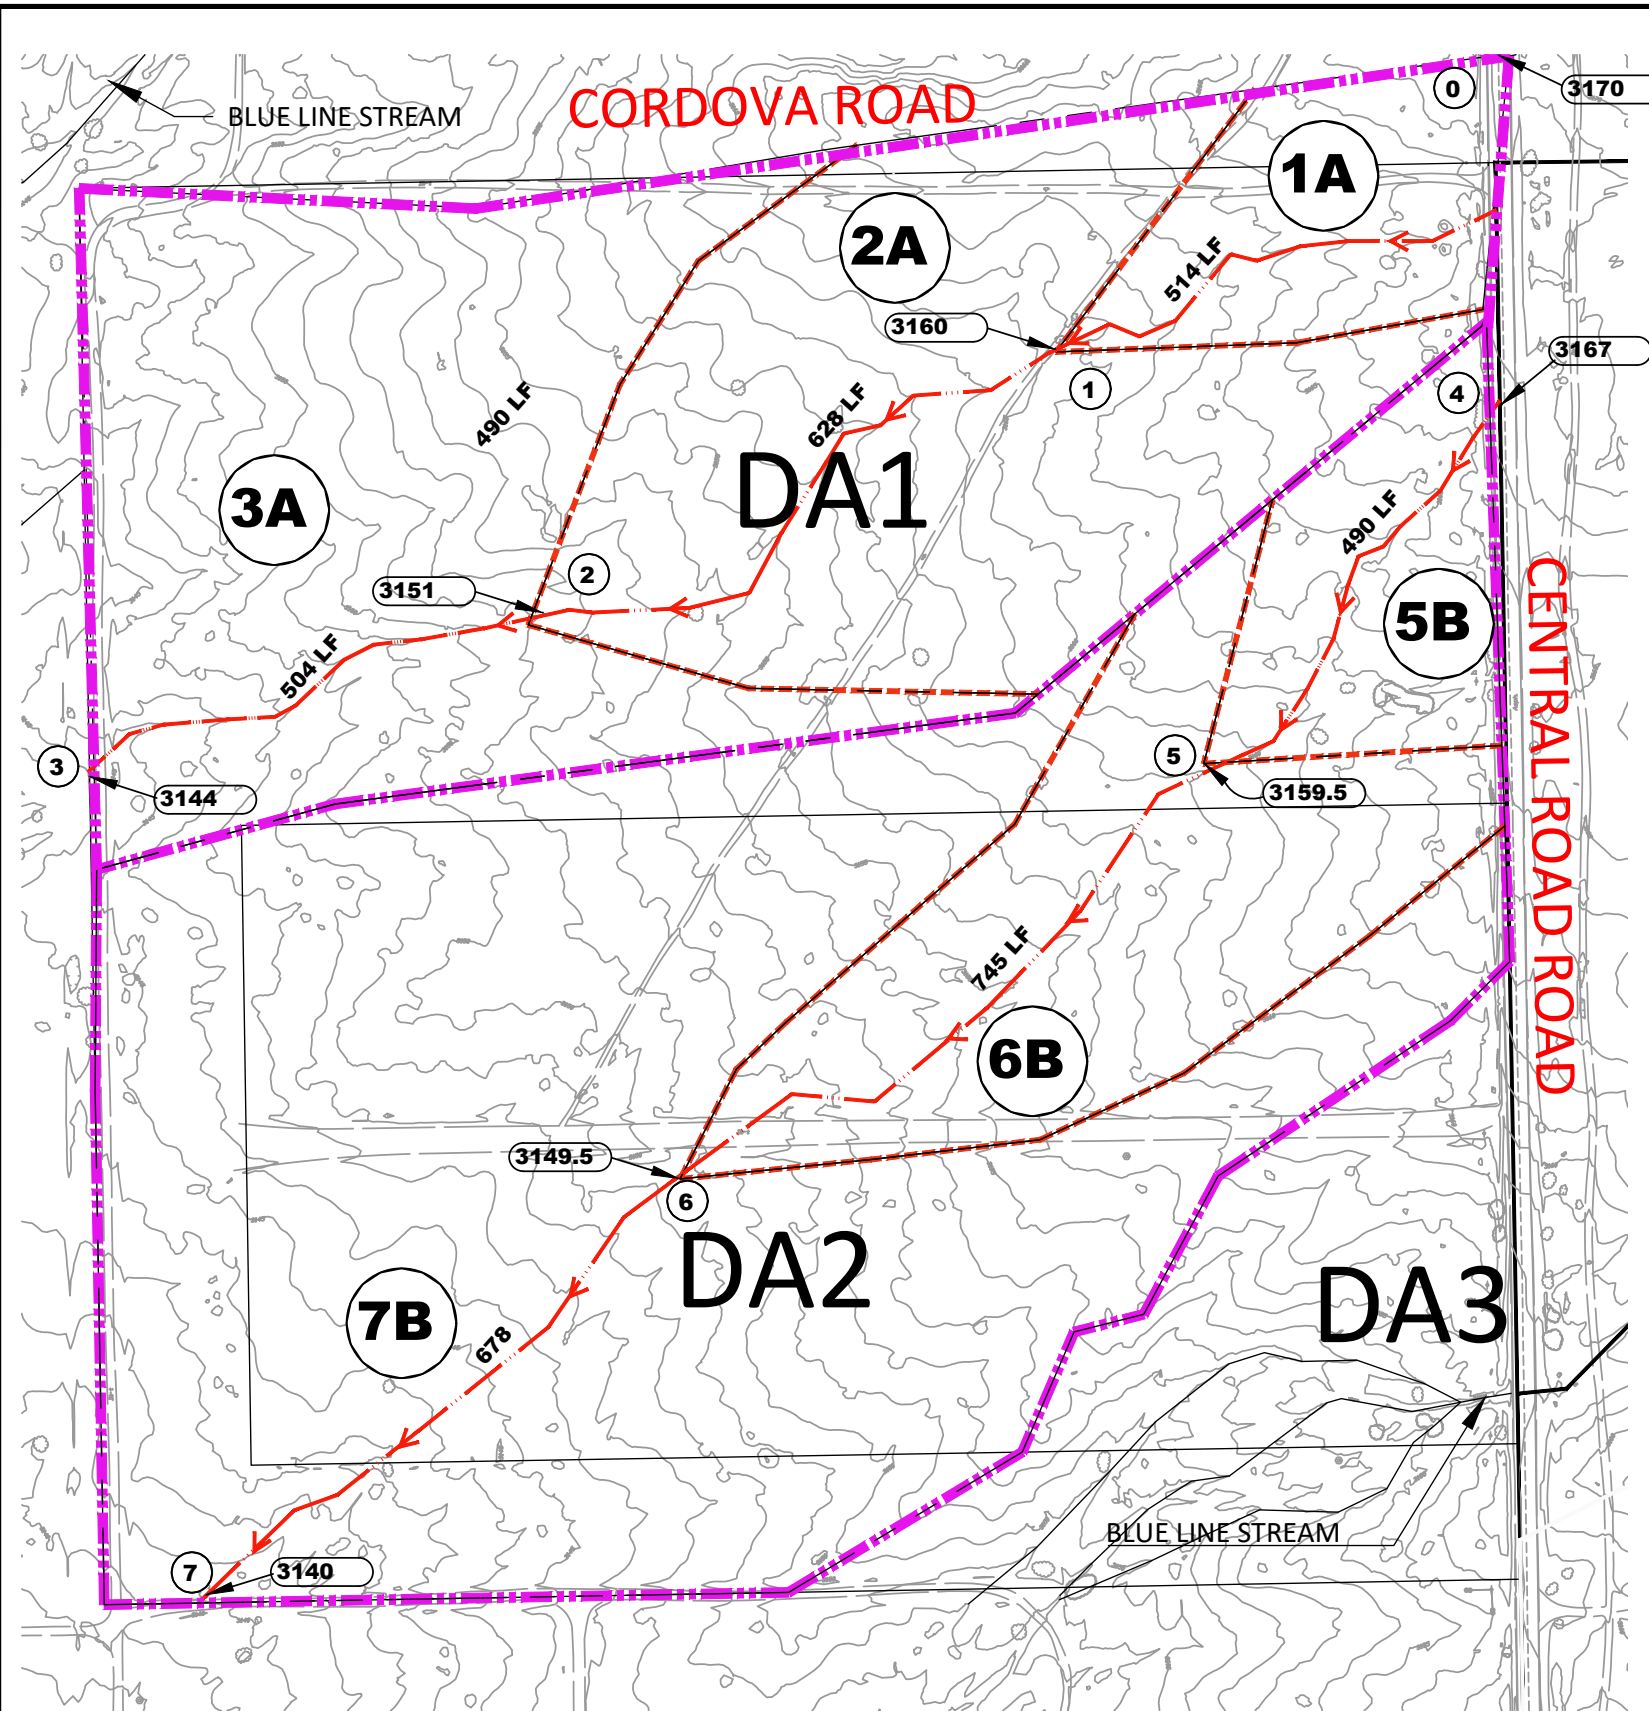 0
3170
BLUE LINE STREAM
CORDOVA ROAD
1A
2A
514 LF
3160
3167
1
4
490 LF
628 LF
DA1
3A
490 LF
2
3151
5B
CENTRAL ROAD ROAD
504 LF
3
3144
5
3159.5
745 LF
6B
3149.5
6
DA2
DA3
7B
678
BLUE LINE STREAM
7
3140